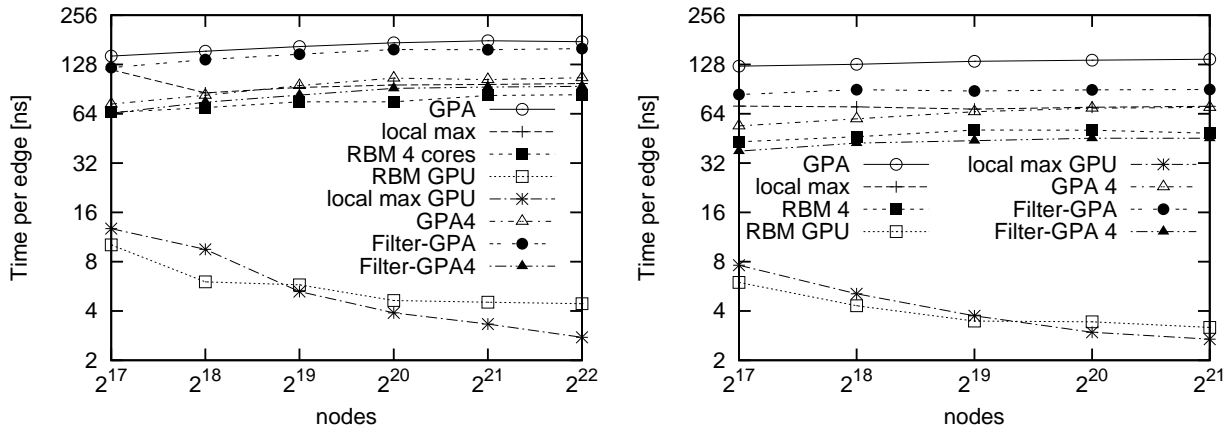 Time per edge [ns]
256
128
64
32
16
8
4
2
2^17 2^18 2^19 2^20 2^21 2^22
nodes
GPA
local max
RBM 4 cores
RBM GPU
local max GPU
GPA4
Filter-GPA
Filter-GPA4
Time per edge [ns]
256
128
64
32
16
8
4
2
2^17 2^18 2^19 2^20 2^21
nodes
GPA
local max
RBM 4
RBM GPU
local max GPU
GPA 4
Filter-GPA
Filter-GPA 4